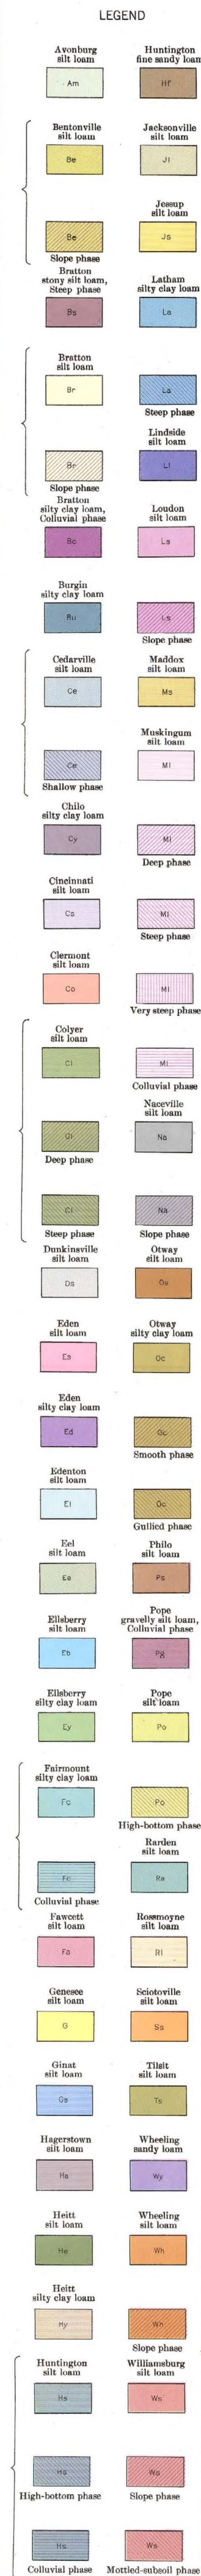 LEGEND
Avonburg
silt loam
Am
Bentonville
silt loam
Be
Be
Slope phase
Bratton
stony silt loam,
Steep phase
Bs
Bratton
silt loam
Br
Br
Slope phase
Bratton
silty clay loam,
Colluvial phase
Bc
Burgin
silty clay loam
Bu
Cedarville
silt loam
Ce
Ce
Shallow phase
Chilo
silty clay loam
Cy
Cincinnati
silt loam
Cs
Clermont
silt loam
Co
Colyer
silt loam
Cl
Cl
Deep phase
Cl
Steep phase
Dunkinsville
silt loam
Ds
Eden
silt loam
Es
Eden
silty clay loam
Ed
Edenton
silt loam
El
Eel
silt loam
Ee
Ellsberry
silt loam
Eb
Ellsberry
silty clay loam
Ey
Fairmount
silty clay loam
Fc
Fc
Colluvial phase
Fawcett
silt loam
Fa
Genesee
silt loam
G
Ginat
silt loam
Gs
Hagerstown
silt loam
Ha
Heitt
silt loam
He
Heitt
silty clay loam
Hy
Huntington
silt loam
Hs
Hs
High-bottom phase
Hs
Colluvial phase
Huntington
fine sandy loam
Hf
Jacksonville
silt loam
Jl
Jessup
silt loam
Js
Latham
silty clay loam
La
La
Steep phase
Lindside
silt loam
Ll
Loudon
silt loam
Ls
Ls
Slope phase
Maddox
silt loam
Ms
Muskingum
silt loam
Ml
Ml
Deep phase
Ml
Steep phase
Ml
Very steep phase
Ml
Colluvial phase
Naceville
silt loam
Na
Na
Slope phase
Otway
silt loam
Os
Otway
silty clay loam
Oc
Oc
Smooth phase
Oc
Gullied phase
Philo
silt loam
Ps
Pope
gravelly silt loam,
Colluvial phase
Pg
Pope
silt loam
Po
Po
High-bottom phase
Rarden
silt loam
Ra
Rossmoyne
silt loam
Rl
Sciotoville
silt loam
Ss
Tilsit
silt loam
Ts
Wheeling
sandy loam
Wy
Wheeling
silt loam
Wh
Wh
Slope phase
Williamsburg
silt loam
Ws
Ws
Slope phase
Ws
Mottled-subsoil phase